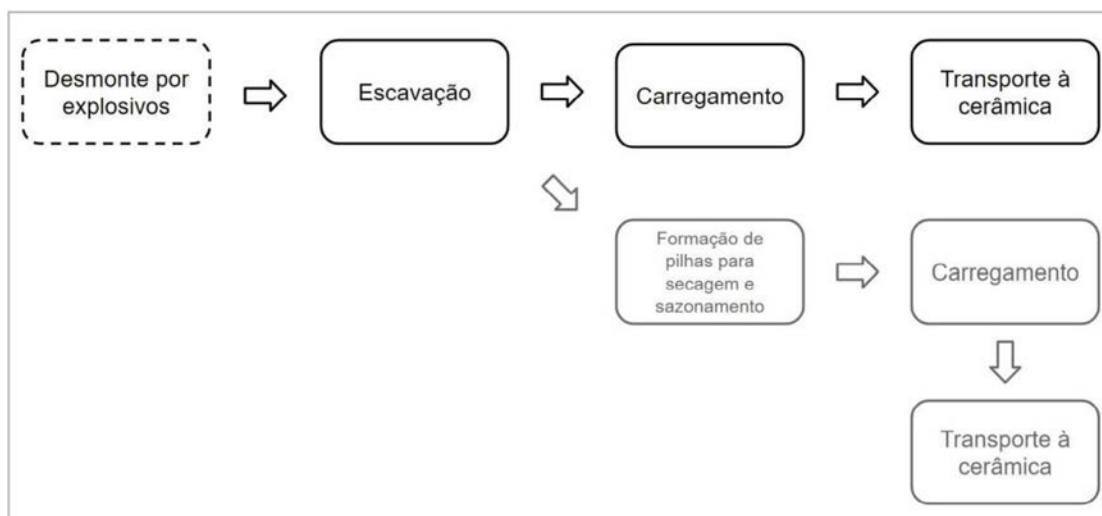 Desmonte por
explosivos
Escavação
Carregamento
Transporte à
cerâmica
Formação de
pilhas para
secagem e
sazonamento
Carregamento
Transporte à
cerâmica